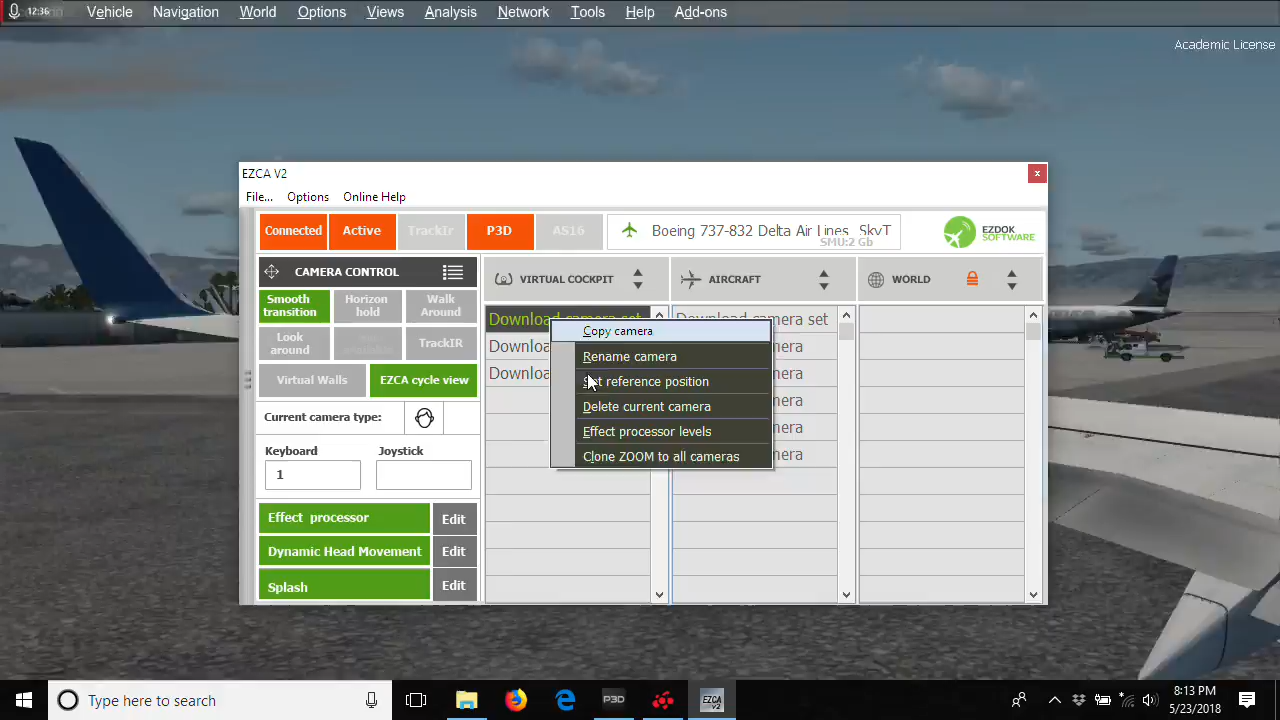 12:36 Vehicle Navigation World Options Views Analysis Network Tools Help Add-ons
Academic License
EZCA V2
x
File... Options Online Help
Connected Active TrackIr P3D AS16 Boeing 737-832 Delta Air Lines, SkyT
SMU:2 Gb
EZDOK
SOFTWARE
CAMERA CONTROL
VIRTUAL COCKPIT AIRCRAFT WORLD
Smooth transition
Horizon hold
Walk Around
Look around
TrackIR
Virtual Walls EZCA cycle view
Current camera type:
Keyboard Joystick
1
Effect processor Edit
Dynamic Head Movement Edit
Splash Edit
Download camera set
Downloa
Downloa
Copy camera
Rename camera
reference position
Delete current camera
Effect processor levels
Clone ZOOM to all cameras
Download camera set
mera
mera
mera
mera
mera
Type here to search
P3D
EZCA
v2
8:13 PM
5/23/2018